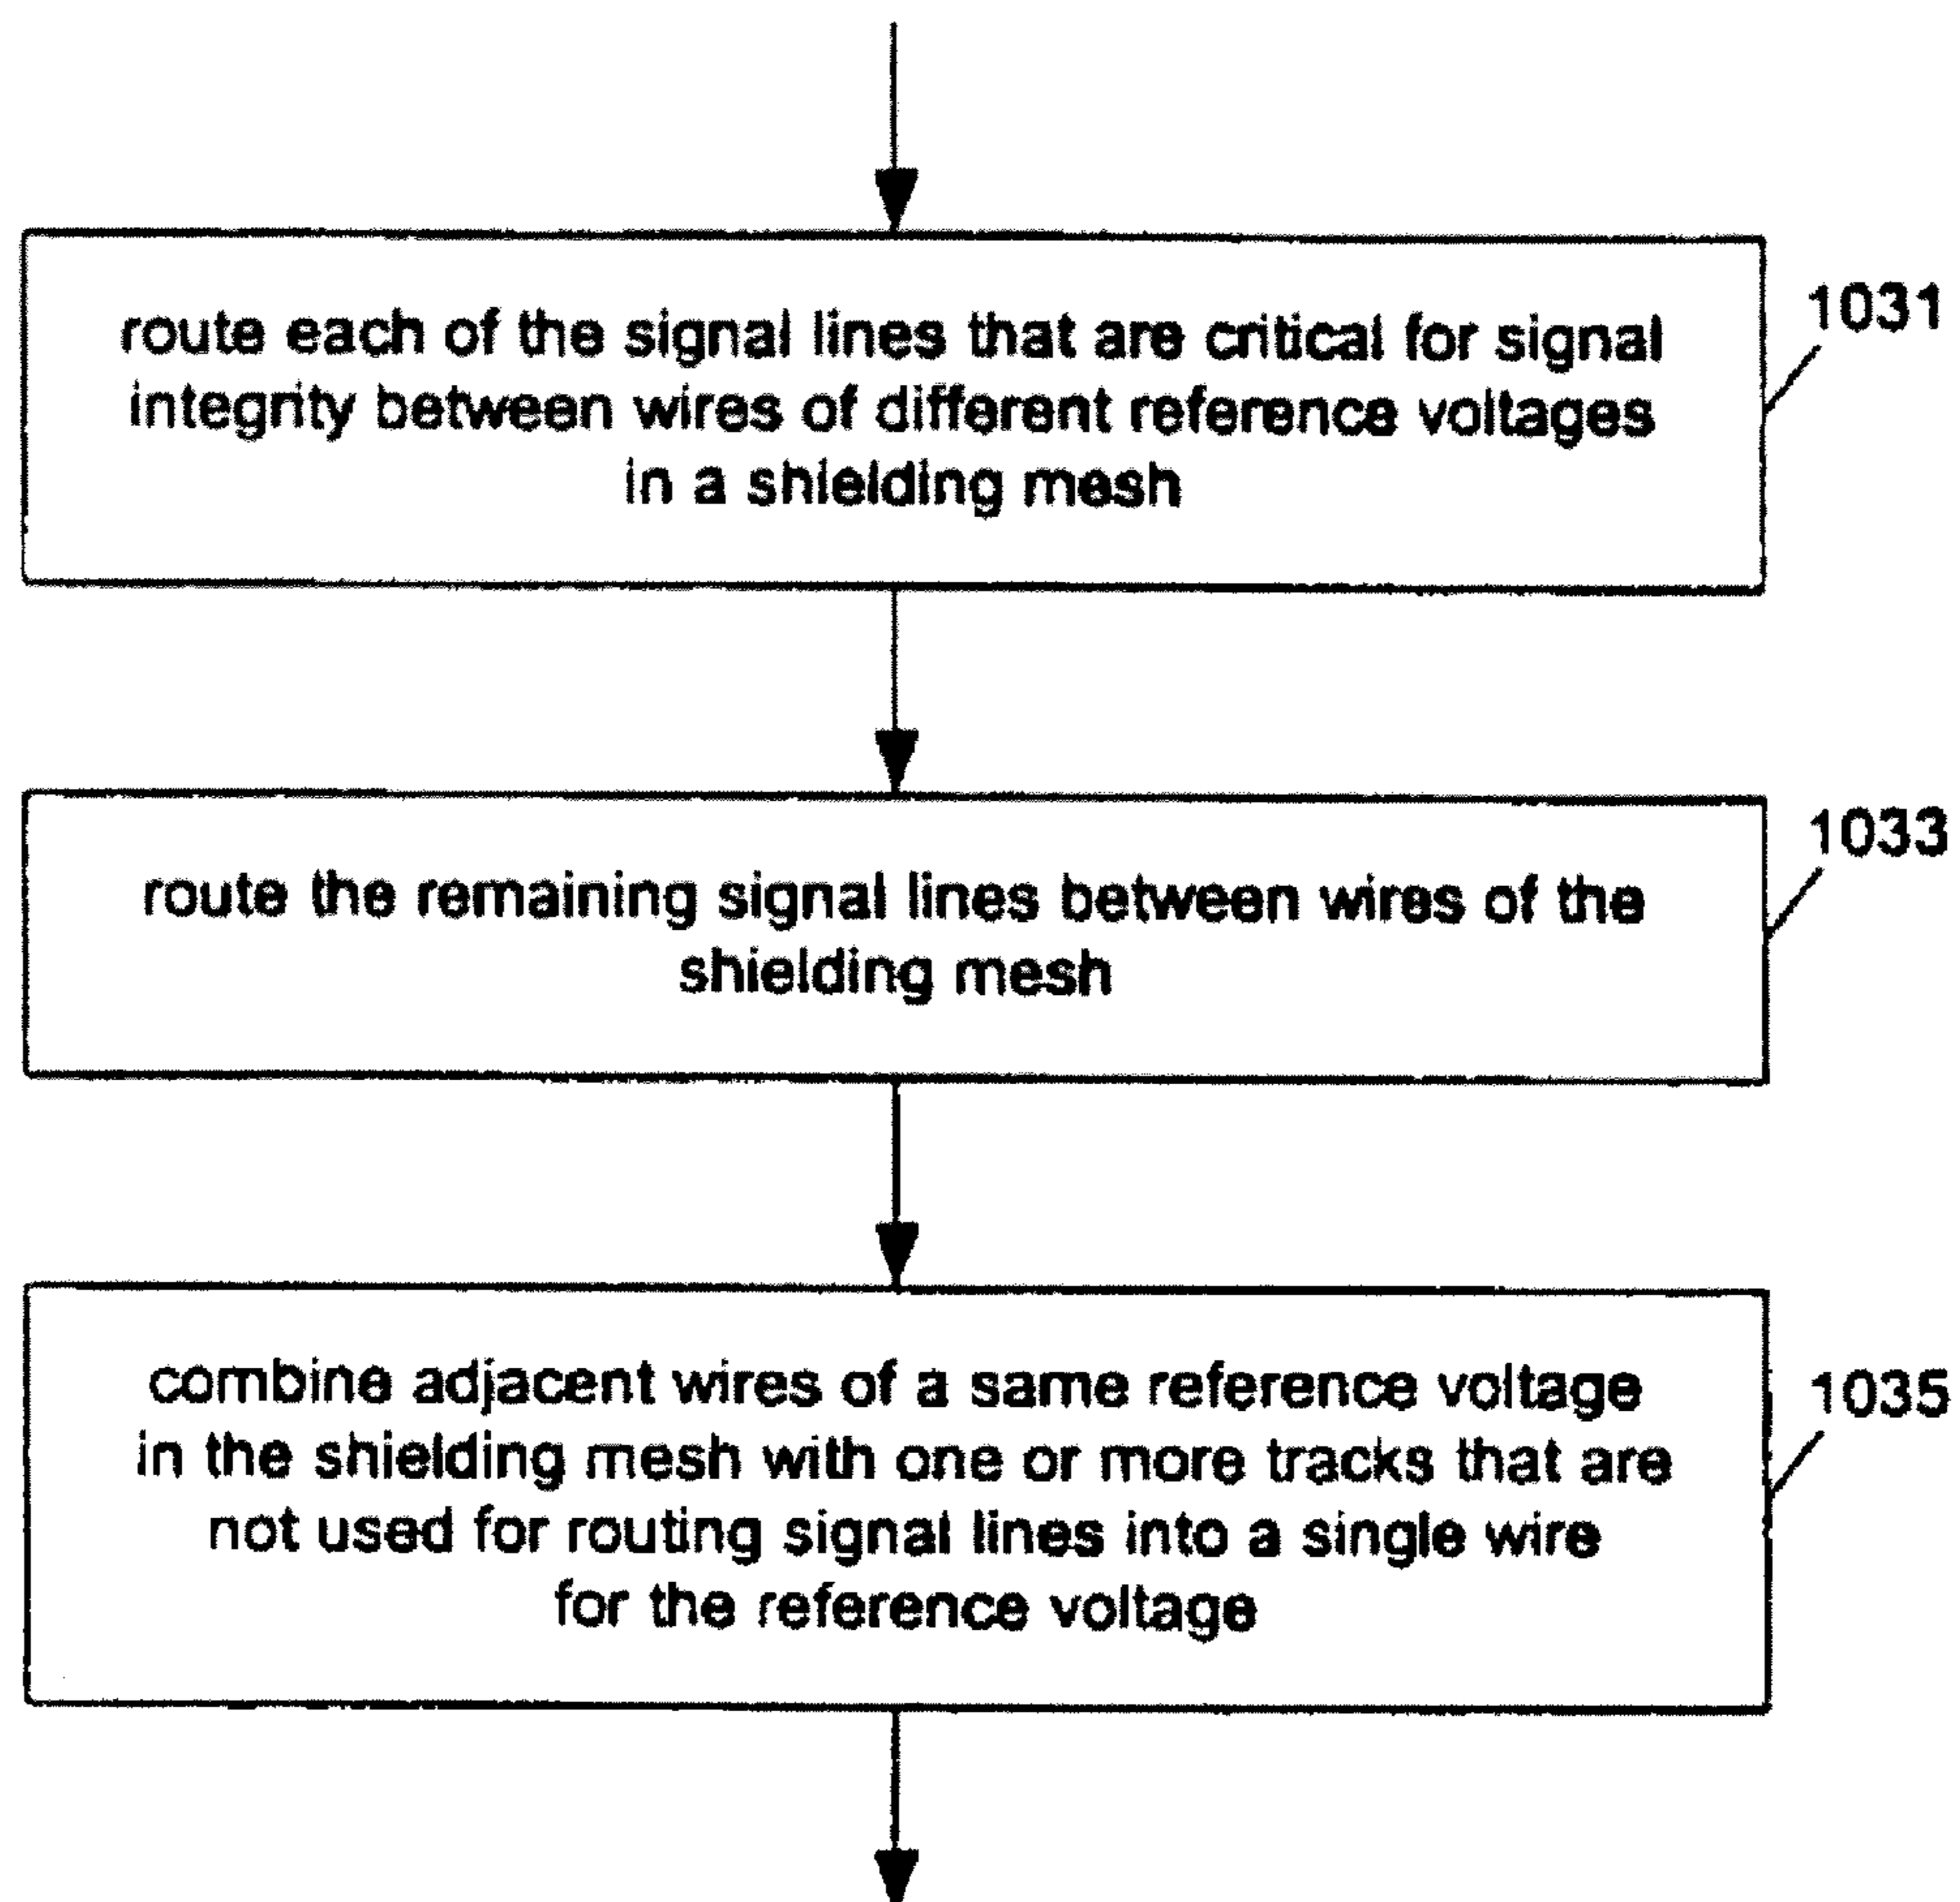 route each of the signal lines that are critical for signal
integrity between wires of different reference voltages
in a shielding mesh
1031
route the remaining signal lines between wires of the
shielding mesh
1033
combine adjacent wires of a same reference voltage
in the shielding mesh with one or more tracks that are
not used for routing signal lines into a single wire
for the reference voltage
1035